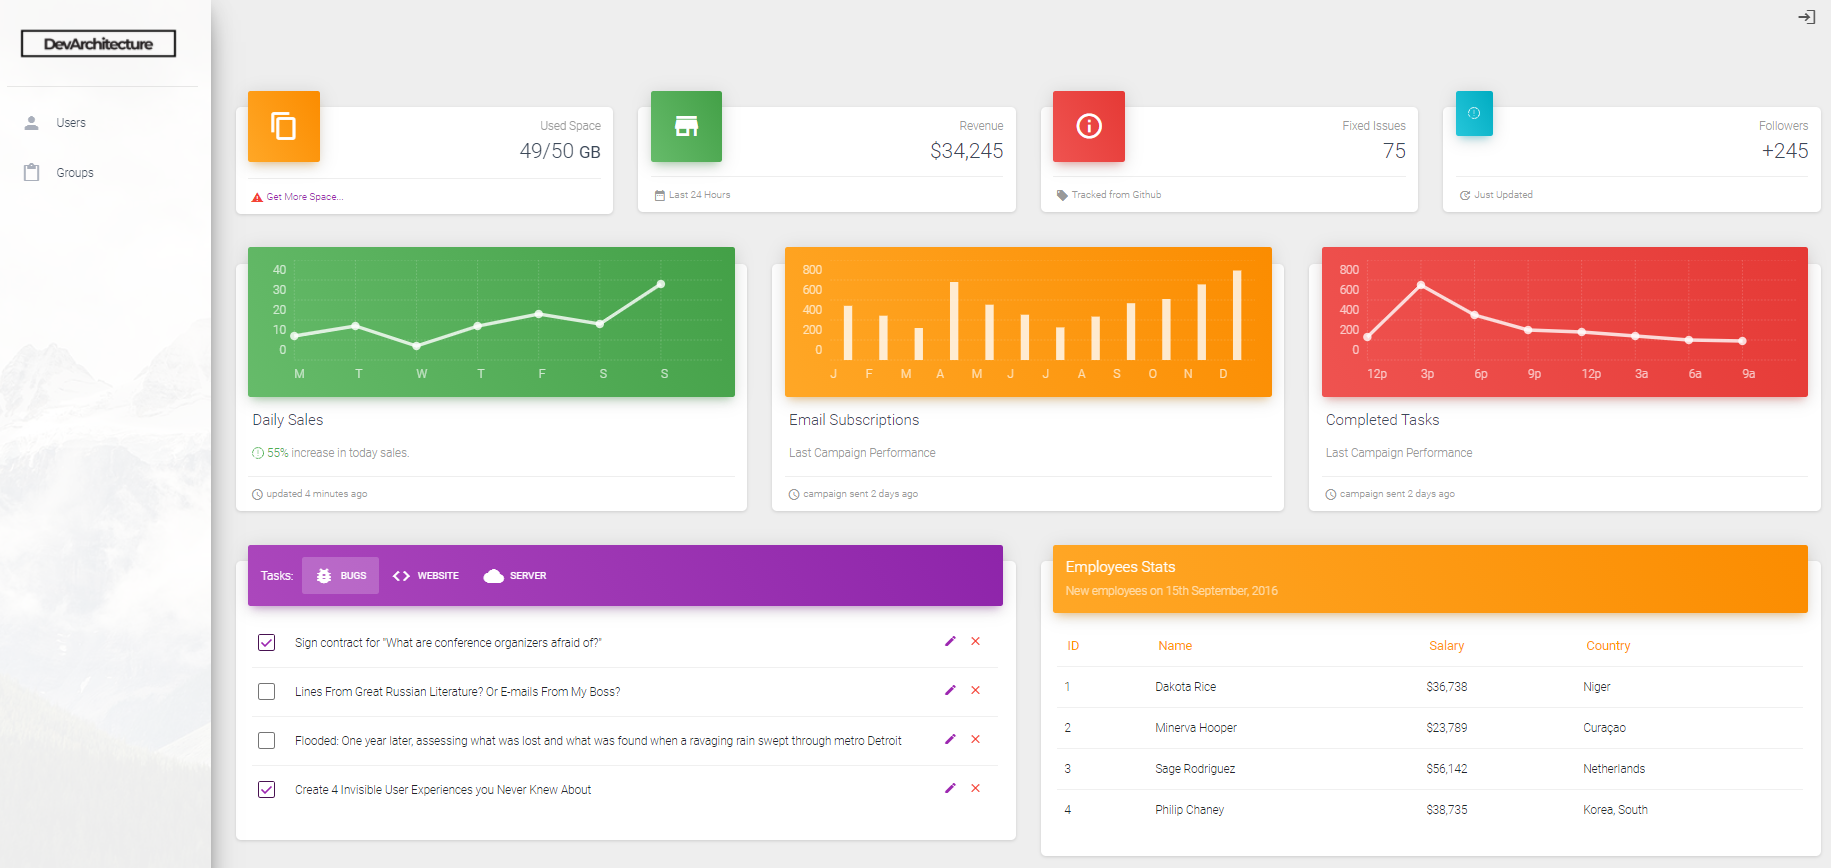 DevArchitecture
Users
Groups
Used Space
49/50 GB
Get More Space...
Revenue
$34,245
Last 24 Hours
Fixed Issues
75
Tracked from Github
Followers
+245
Just Updated
40
30
20
10
0
M T W T F S S
Daily Sales
55% increase in today sales.
updated 4 minutes ago
800
600
400
200
0
J F M A M J J A S O N D
Email Subscriptions
Last Campaign Performance
campaign sent 2 days ago
800
600
400
200
0
12p 3p 6p 9p 12p 3a 6a 9a
Completed Tasks
Last Campaign Performance
campaign sent 2 days ago
Tasks: BUGS WEBSITE SERVER
Sign contract for "What are conference organizers afraid of?"
Lines From Great Russian Literature? Or E-mails From My Boss?
Flooded: One year later, assessing what was lost and what was found when a ravaging rain swept through metro Detroit
Create 4 Invisible User Experiences you Never Knew About
Employees Stats
New employees on 15th September, 2016
ID Name Salary Country
1 Dakota Rice $36,738 Niger
2 Minerva Hooper $23,789 Curaçao
3 Sage Rodriguez $56,142 Netherlands
4 Philip Chaney $38,735 Korea, South